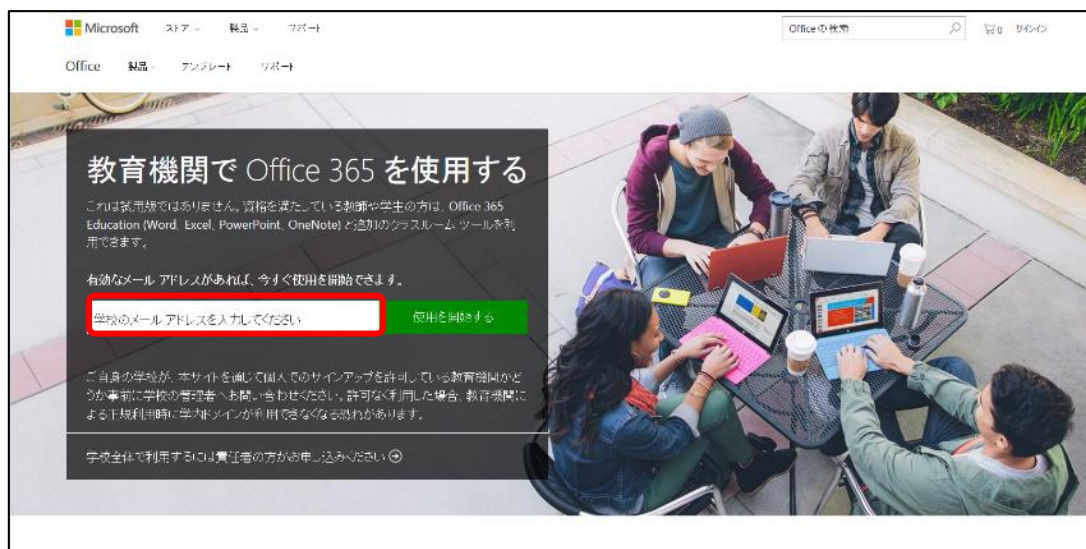 Microsoft ストア 製品 サポート
Officeの検索 0 サインイン
Office 製品 テンプレート サポート
教育機関で Office 365 を使用する
これは試用版ではありません。資格を満たしている教師や学生の方は、Office 365
Education (Word, Excel, PowerPoint, OneNote) と追加のクラスルーム ツールを利
用できます。
有効なメール アドレスがあれば、今すぐ使用を開始できます。
学校のメール アドレスを入力してください
使用を開始する
ご自身の学校が、本サイトを通じて個人でのサインアップを許可している教育機関かど
うか事前に学校の管理者へお問い合わせください。許可なく利用した場合、教育機関に
よる正規利用時に学内ドメインが利用できなくなる恐れがあります。
学校全体で利用するには責任者の方がお申し込みください